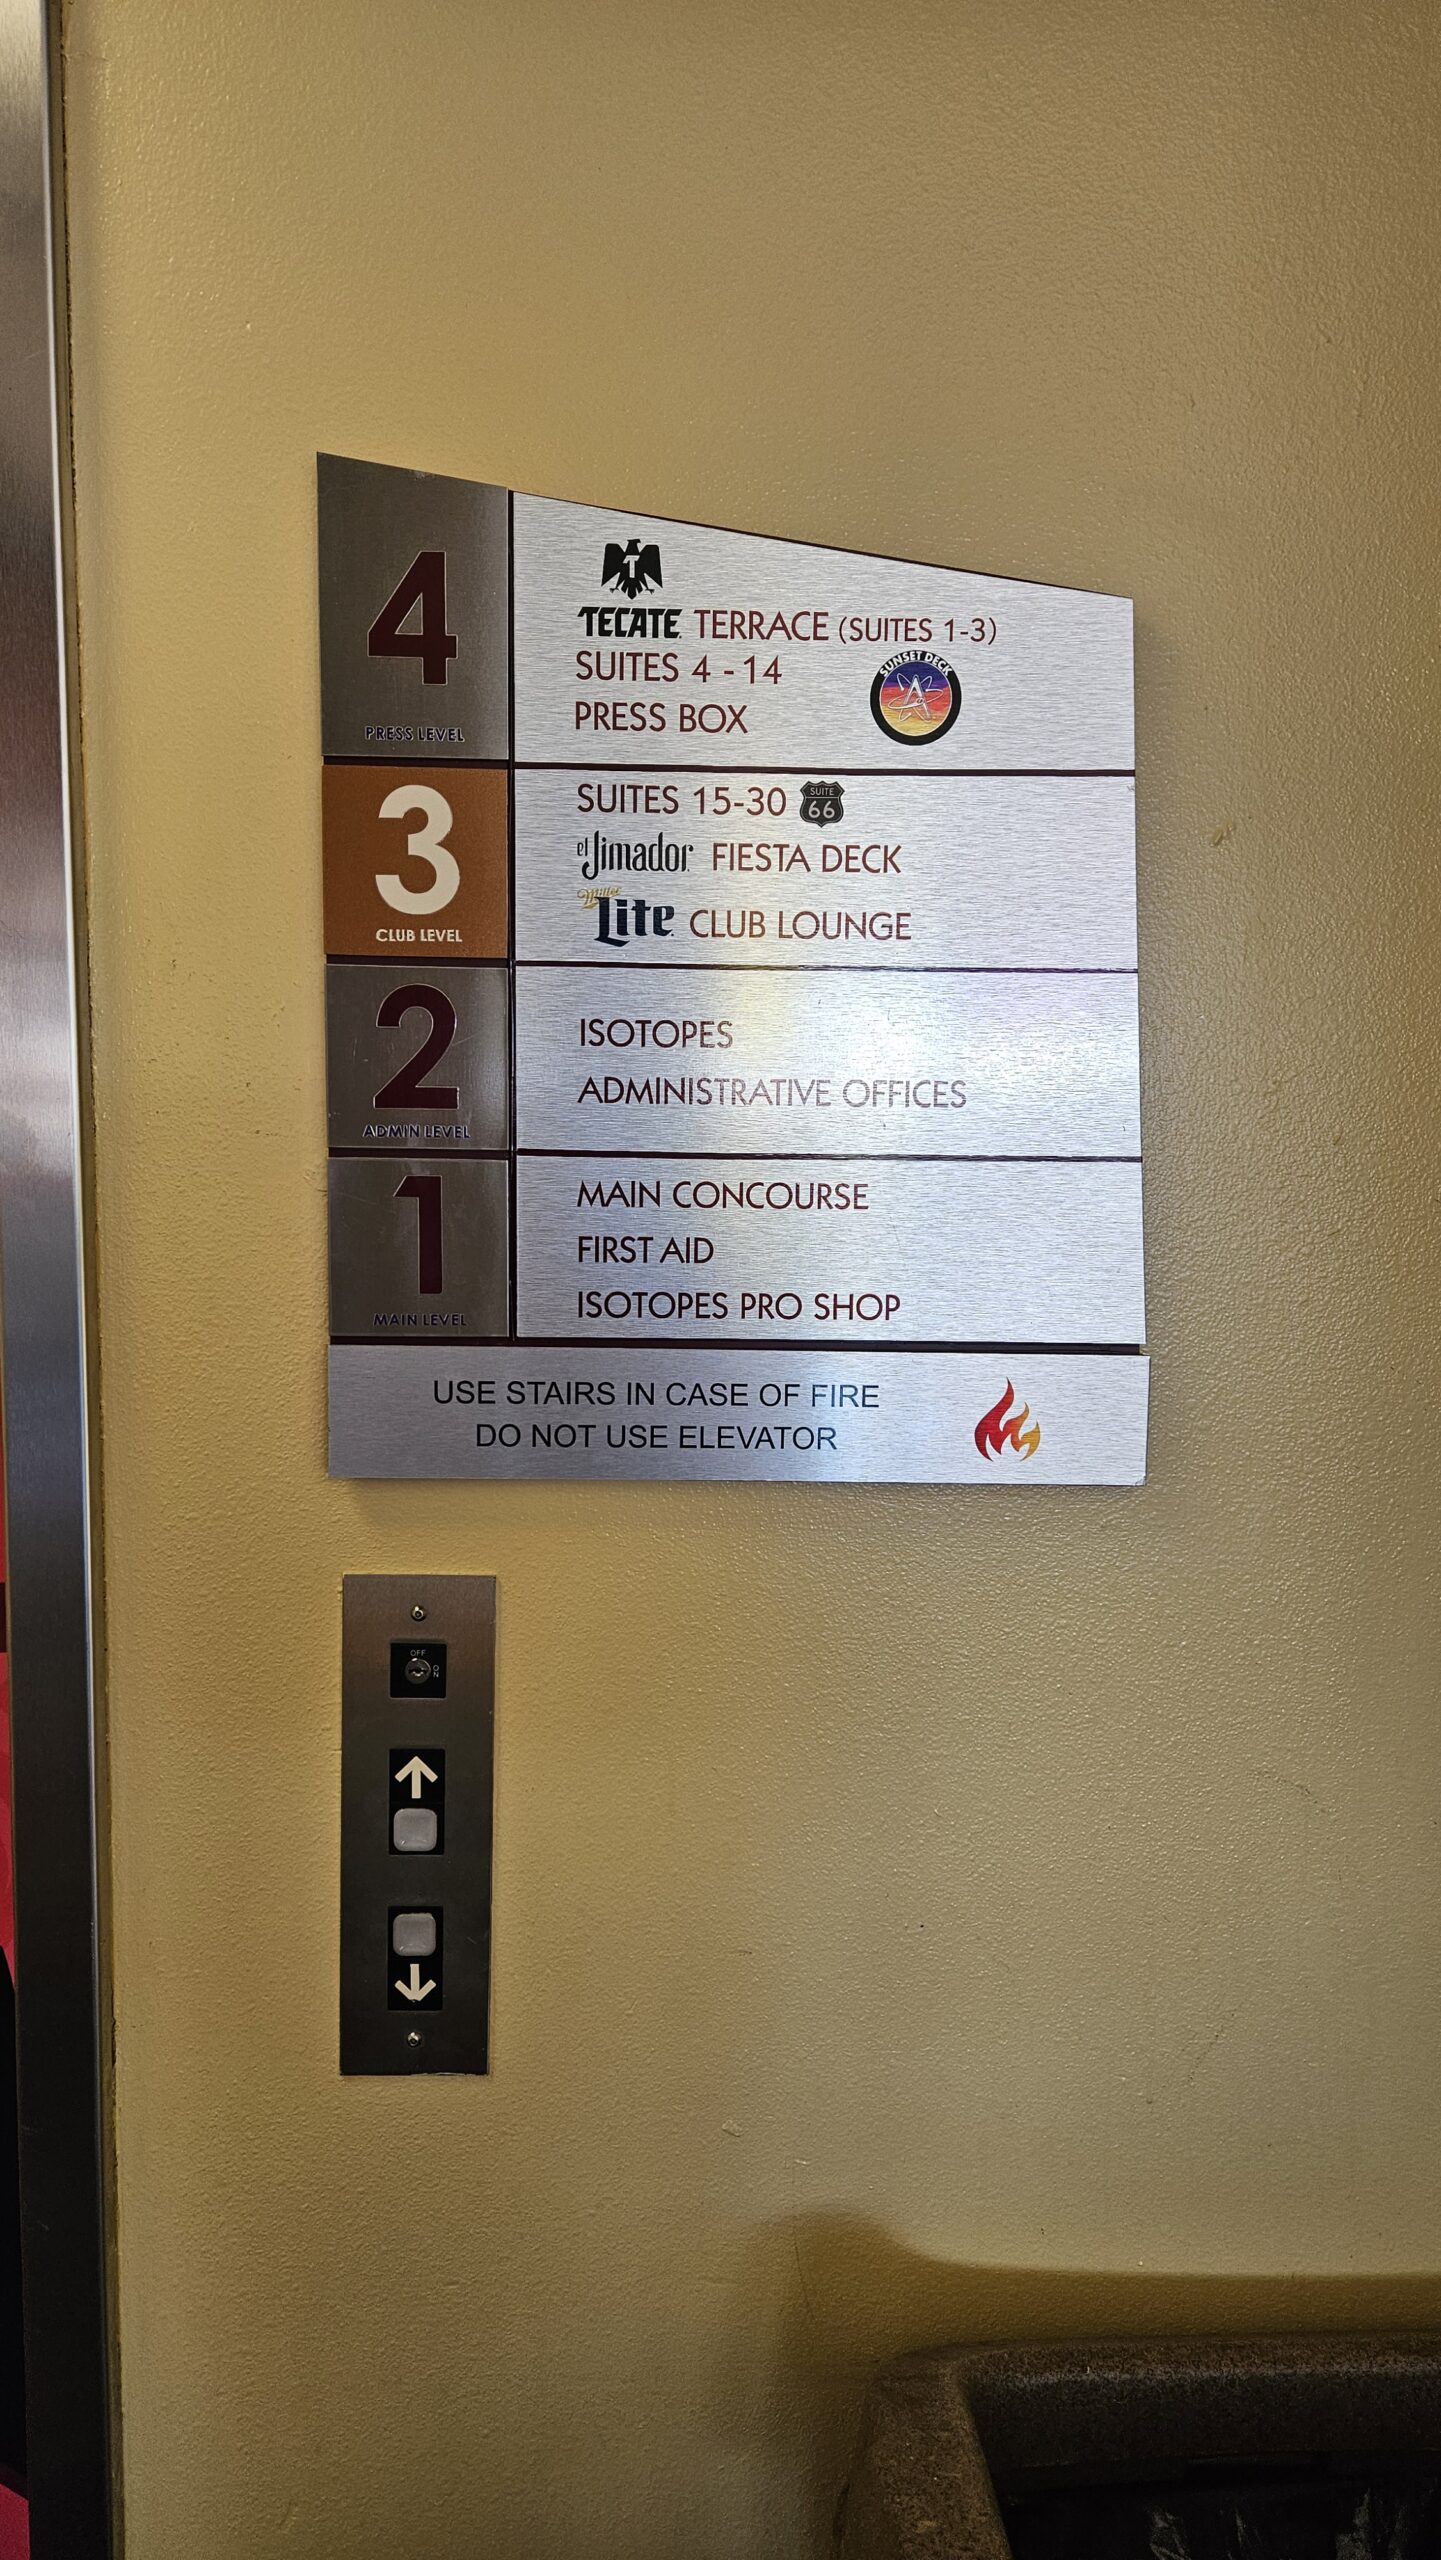 4
PRESS LEVEL
T
TECATE TERRACE (SUITES 1-3)
SUITES 4 - 14
SUNSET DECK
A
PRESS BOX
3
CLUB LEVEL
SUITES 15-30 SUITE 66
el Jimador FIESTA DECK
Miller Lite CLUB LOUNGE
2
ADMIN LEVEL
ISOTOPES
ADMINISTRATIVE OFFICES
1
MAIN LEVEL
MAIN CONCOURSE
FIRST AID
ISOTOPES PRO SHOP
USE STAIRS IN CASE OF FIRE
DO NOT USE ELEVATOR
OFF
ON